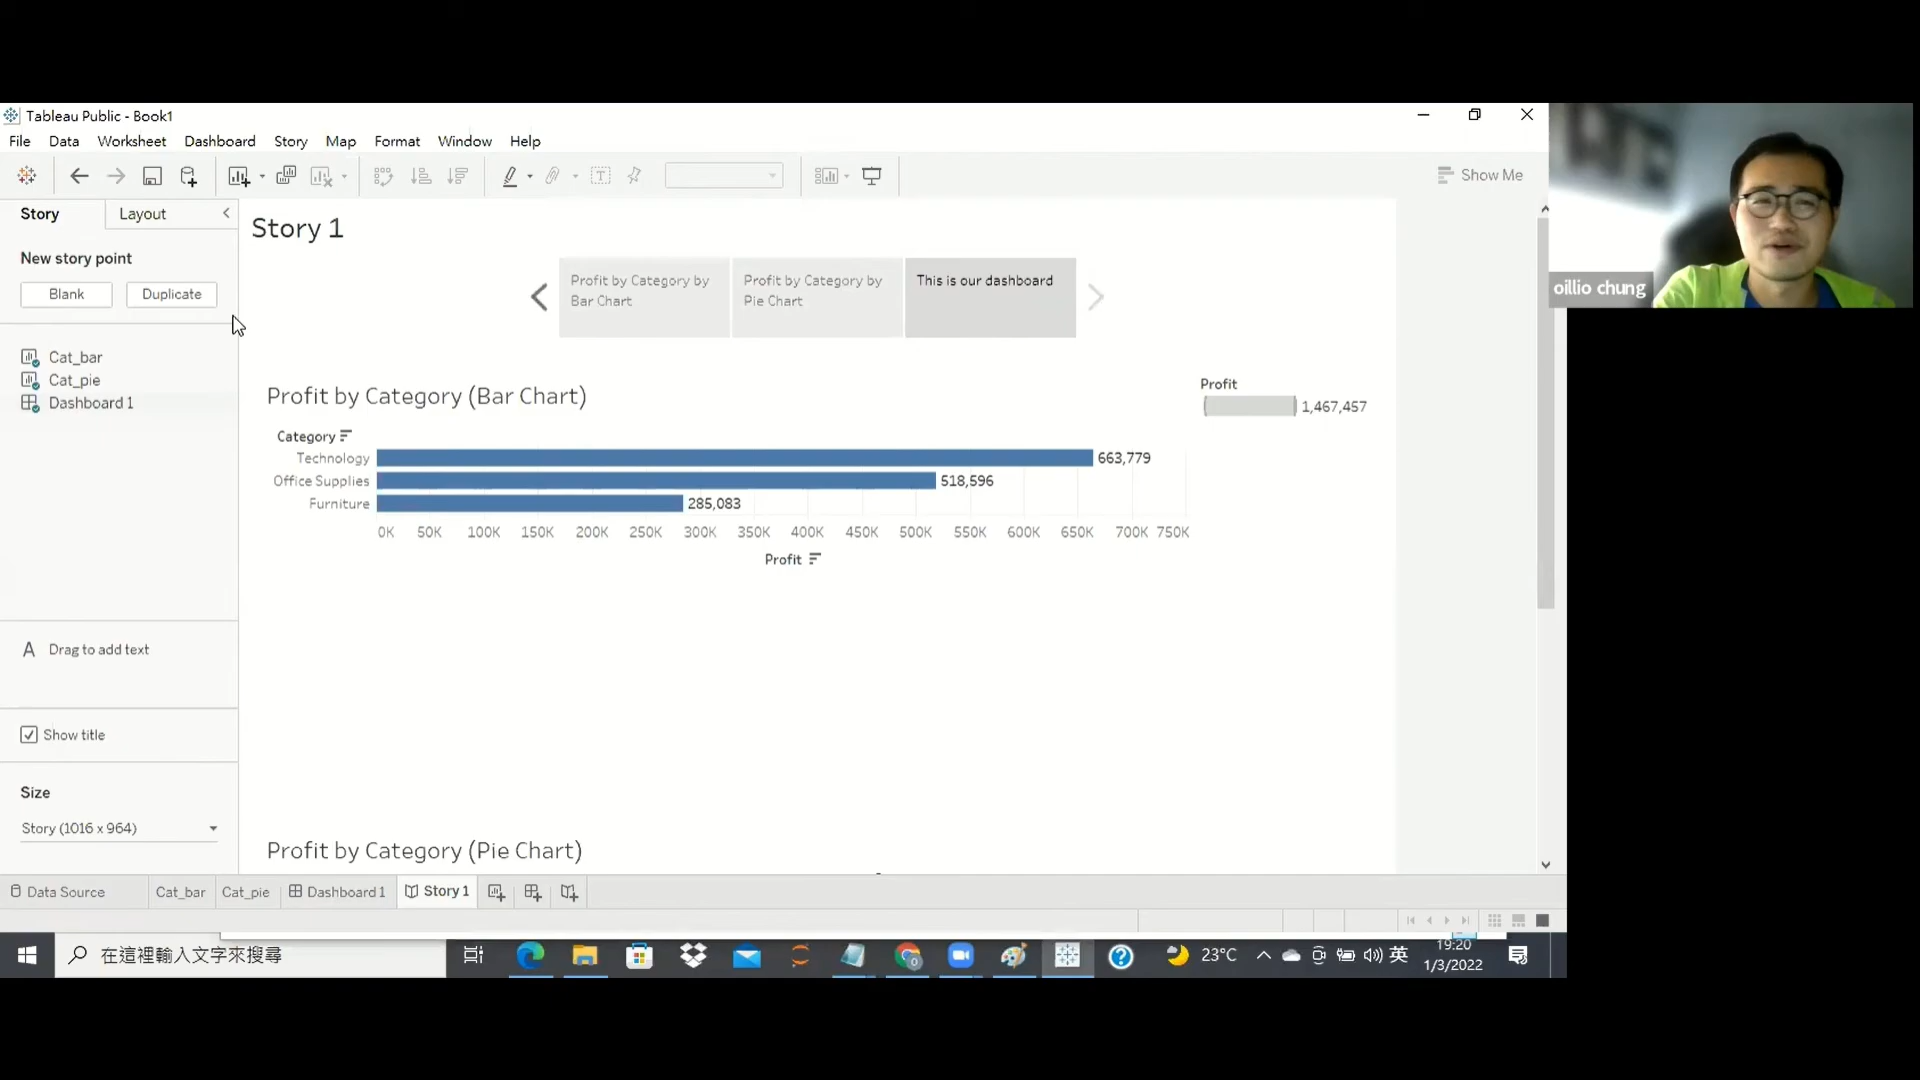 Tableau Public - Book1
File Data Worksheet Dashboard Story Map Format Window Help
Show Me
Story Layout
New story point
Blank Duplicate
Cat_bar
Cat_pie
Dashboard 1
A Drag to add text
Show title
Size
Story (1016 x 964)
Story 1
Profit by Category by
Bar Chart
Profit by Category by
Pie Chart
This is our dashboard
Profit by Category (Bar Chart)
Profit
1,467,457
Category
Technology 663,779
Office Supplies 518,596
Furniture 285,083
0K 50K 100K 150K 200K 250K 300K 350K 400K 450K 500K 550K 600K 650K 700K 750K
Profit
Profit by Category (Pie Chart)
Data Source Cat_bar Cat_pie Dashboard 1 Story 1
在這裡輸入文字來搜尋
23°C
英
19:20
1/3/2022
oillio chung